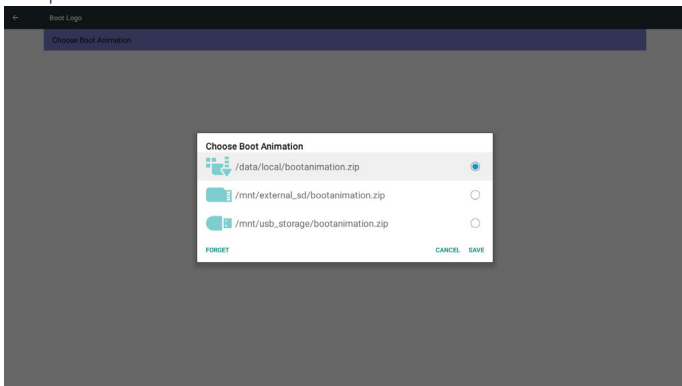 Boot Logo
Choose Boot Animation
Choose Boot Animation
/data/local/bootanimation.zip
/mnt/external_sd/bootanimation.zip
/mnt/usb_storage/bootanimation.zip
FORGET CANCEL SAVE